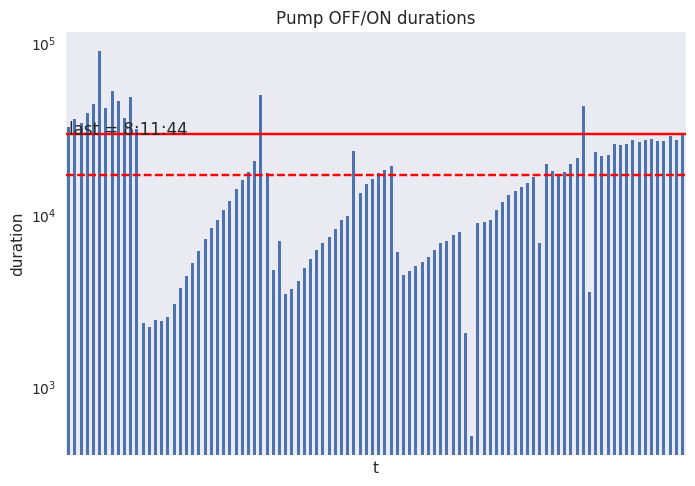 Pump OFF/ON durations
10^5
last = 8:11:44
10^4
10^3
duration
t